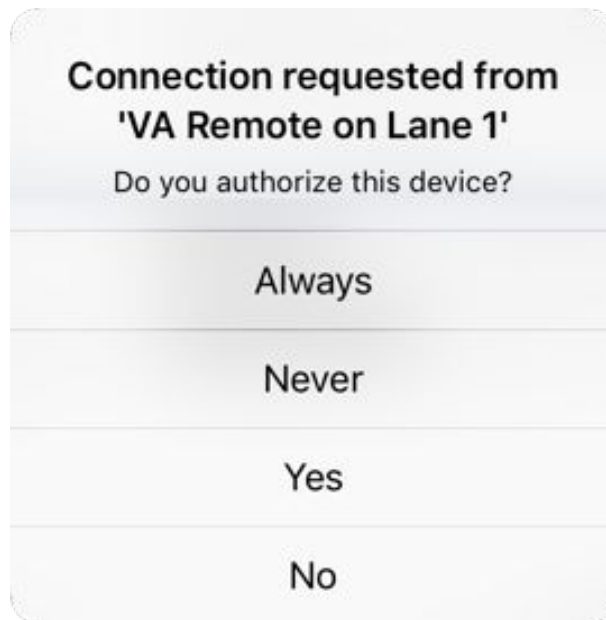 Connection requested from
'VA Remote on Lane 1'
Do you authorize this device?
Always
Never
Yes
No